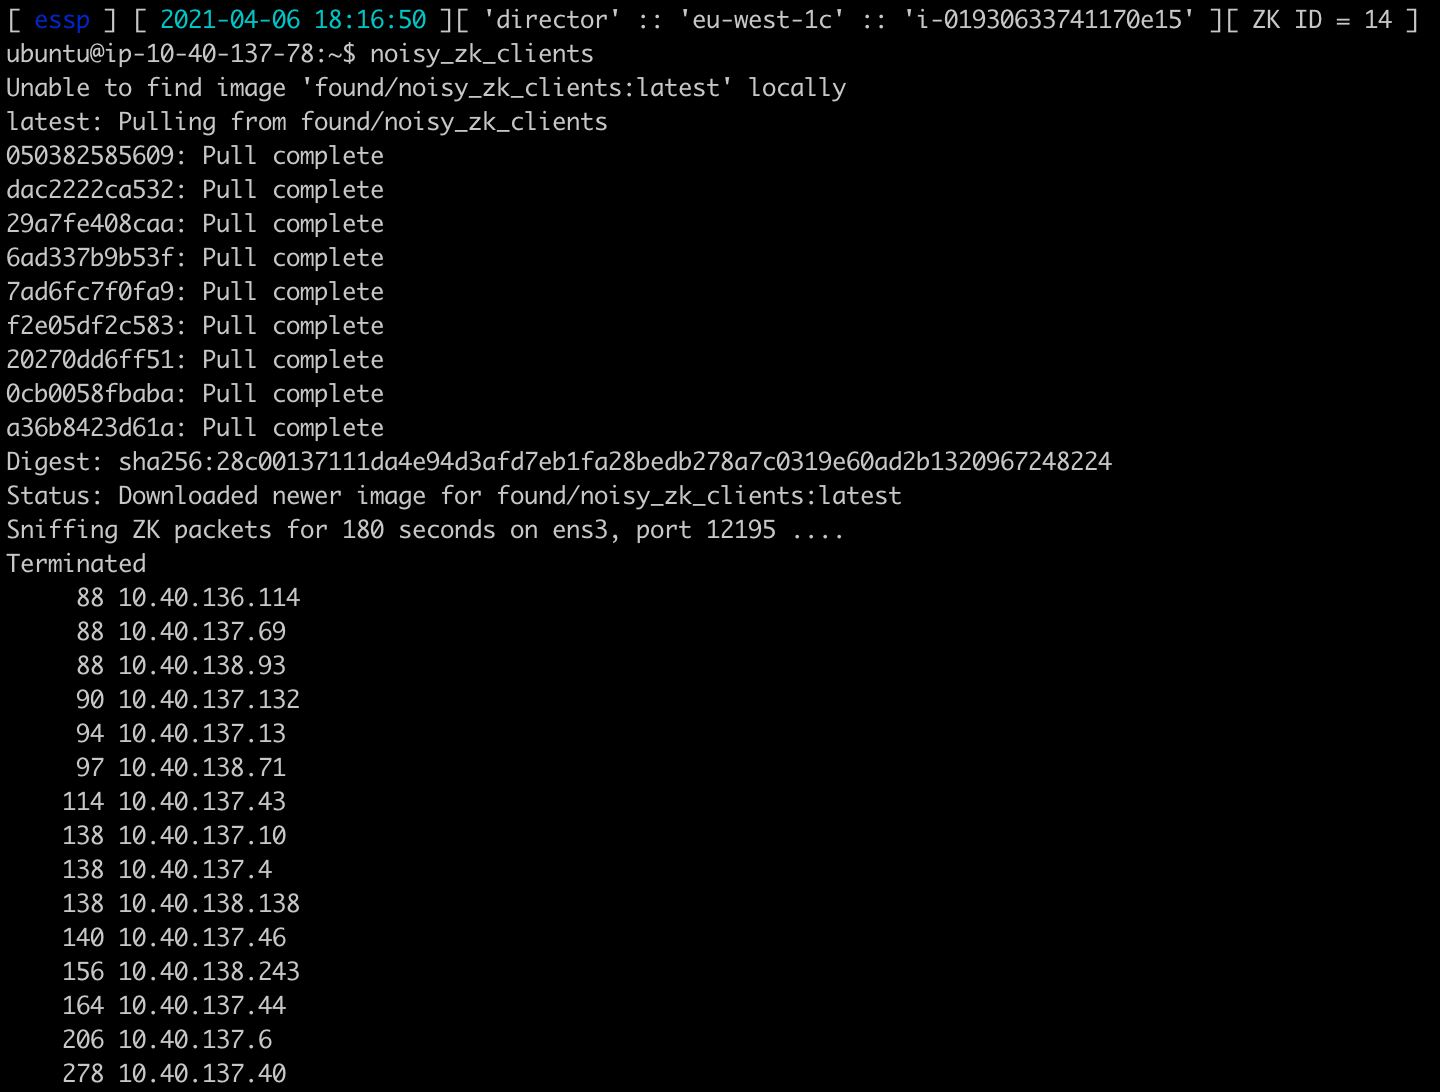 [ essp ] [ 2021-04-06 18:16:50 ][ 'director' :: 'eu-west-1c' :: 'i-01930633741170e15' ][ ZK ID = 14 ]
ubuntu@ip-10-40-137-78:~$ noisy_zk_clients
Unable to find image 'found/noisy_zk_clients:latest' locally
latest: Pulling from found/noisy_zk_clients
050382585609: Pull complete
dac2222ca532: Pull complete
29a7fe408caa: Pull complete
6ad337b9b53f: Pull complete
7ad6fc7f0fa9: Pull complete
f2e05df2c583: Pull complete
20270dd6ff51: Pull complete
0cb0058fbaba: Pull complete
a36b8423d61a: Pull complete
Digest: sha256:28c00137111da4e94d3afd7eb1fa28bedb278a7c0319e60ad2b1320967248224
Status: Downloaded newer image for found/noisy_zk_clients:latest
Sniffing ZK packets for 180 seconds on ens3, port 12195 ....
Terminated
88 10.40.136.114
88 10.40.137.69
88 10.40.138.93
90 10.40.137.132
94 10.40.137.13
97 10.40.138.71
114 10.40.137.43
138 10.40.137.10
138 10.40.137.4
138 10.40.138.138
140 10.40.137.46
156 10.40.138.243
164 10.40.137.44
206 10.40.137.6
278 10.40.137.40